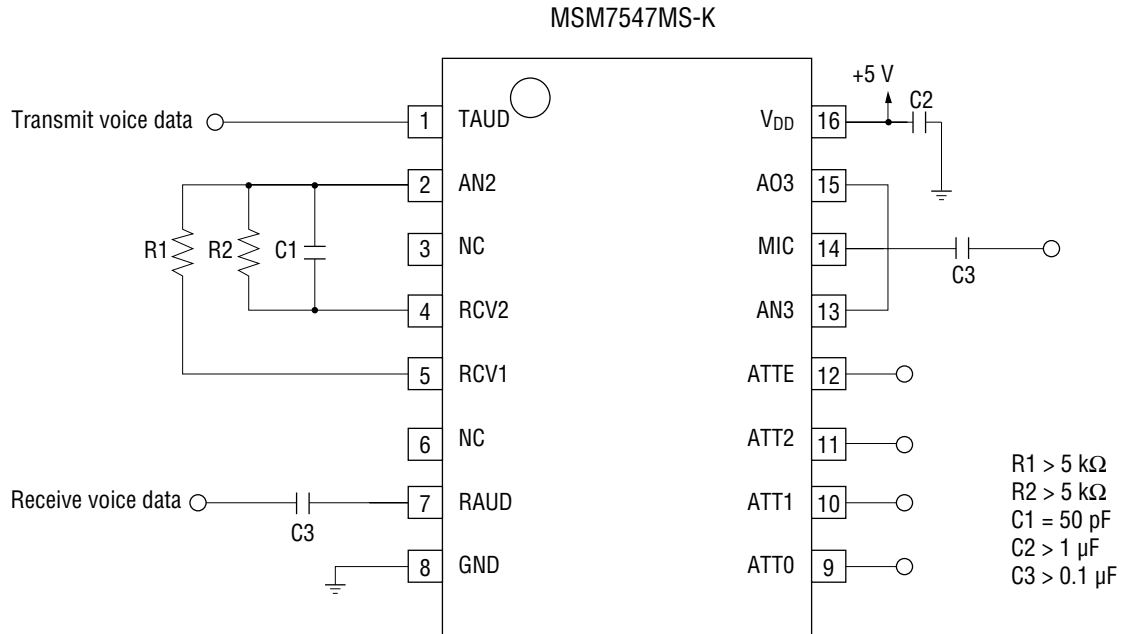 MSM7547MS-K
Transmit voice data
1 TAUD
2 AN2
3 NC
4 RCV2
5 RCV1
6 NC
Receive voice data
7 RAUD
8 GND
R1
R2
C1
C3
+5 V
C2
VDD 16
AO3 15
MIC 14
C3
AN3 13
ATTE 12
ATT2 11
ATT1 10
ATT0 9
R1 > 5 kΩ
R2 > 5 kΩ
C1 = 50 pF
C2 > 1 µF
C3 > 0.1 µF